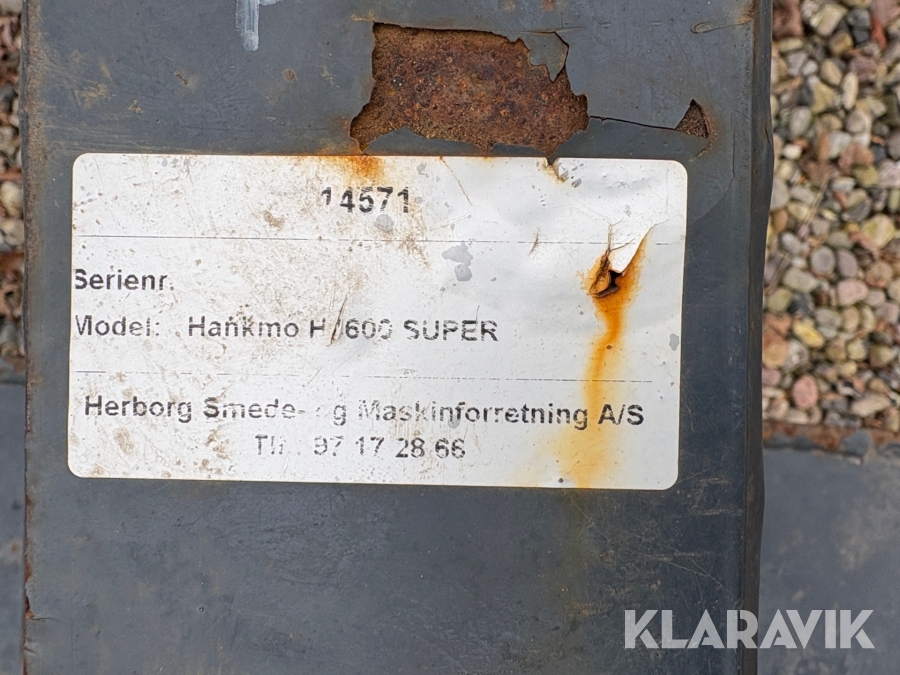 14571
Serienr.
Model: Hankmo H/600 SUPER
Herborg Smede- og Maskinforretning A/S
Tlf. 97 17 28 66
KLARAVIK